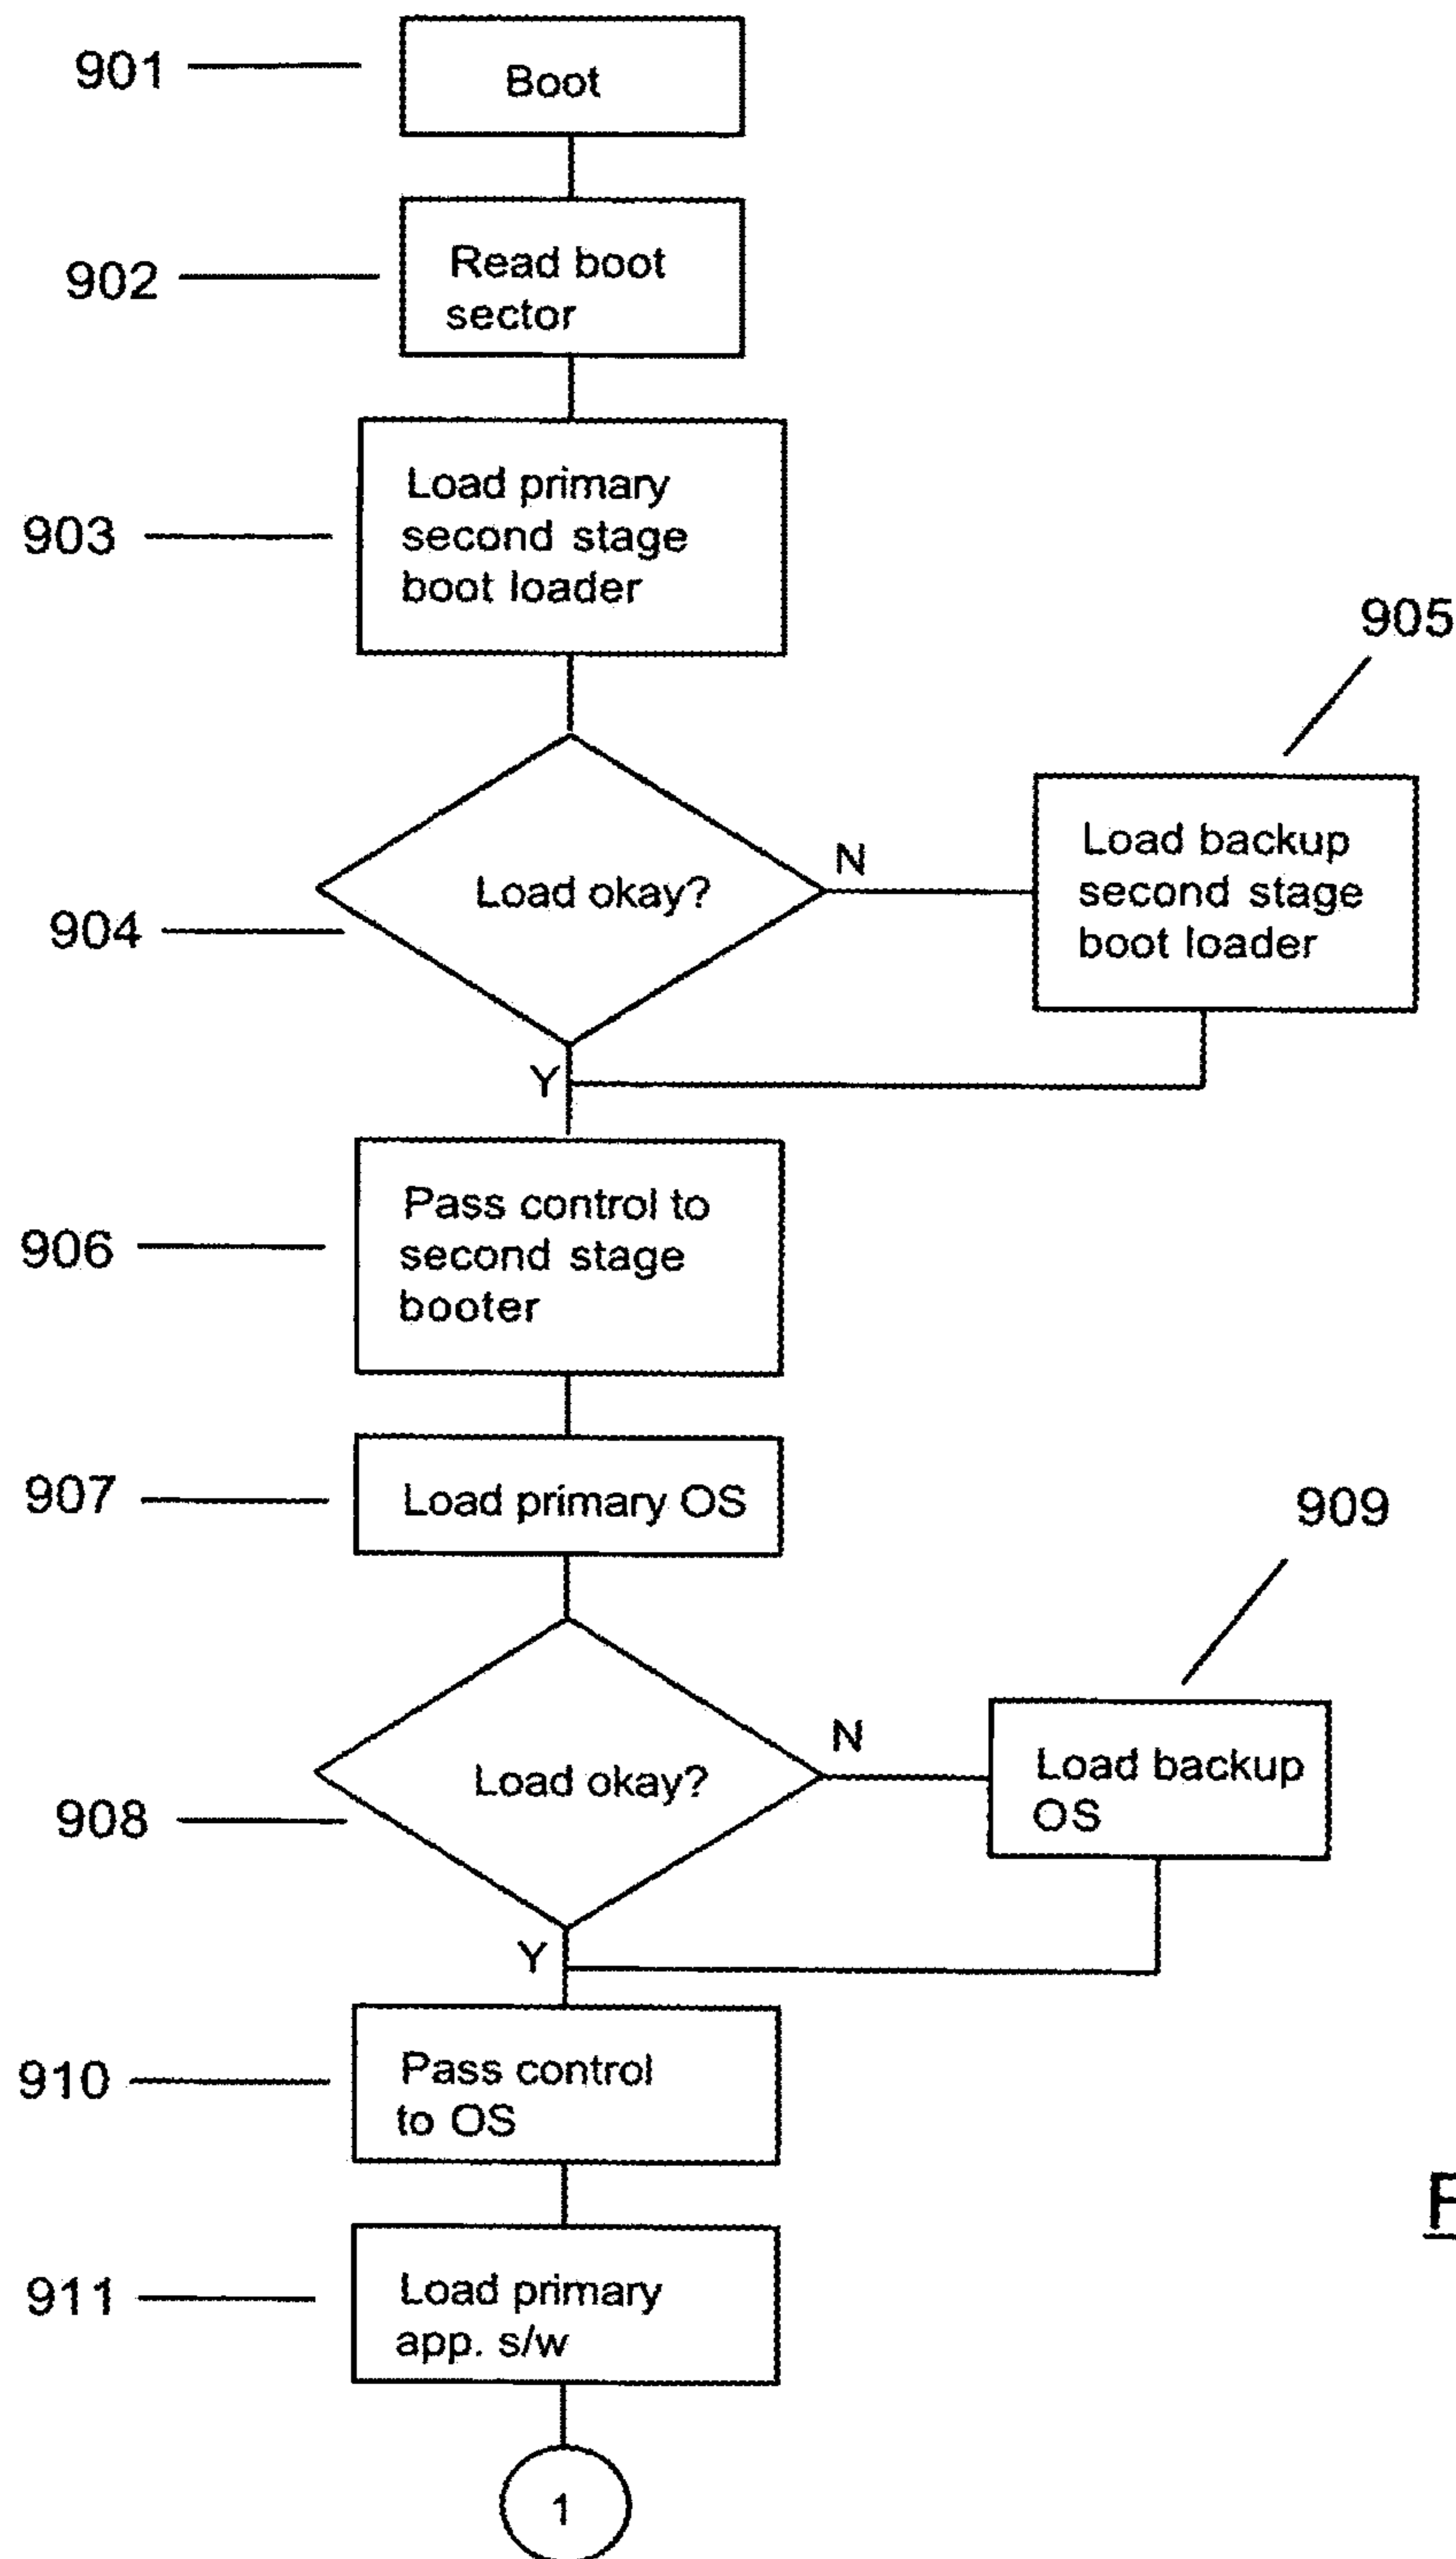 901
Boot
902
Read boot
sector
903
Load primary
second stage
boot loader
904
Load okay?
N
905
Load backup
second stage
boot loader
Y
906
Pass control to
second stage
booter
907
Load primary OS
908
Load okay?
N
909
Load backup
OS
Y
910
Pass control
to OS
911
Load primary
app. s/w
1